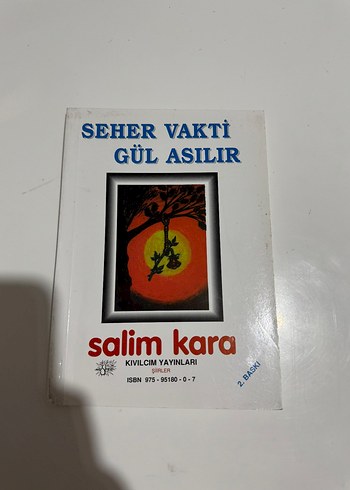 SEHER VAKTİ
GÜL ASILIR
salim kara
KIVILCIM YAYINLARI
ŞİİRLER
ISBN 975 - 95180 - 0 - 7
2. BASKI